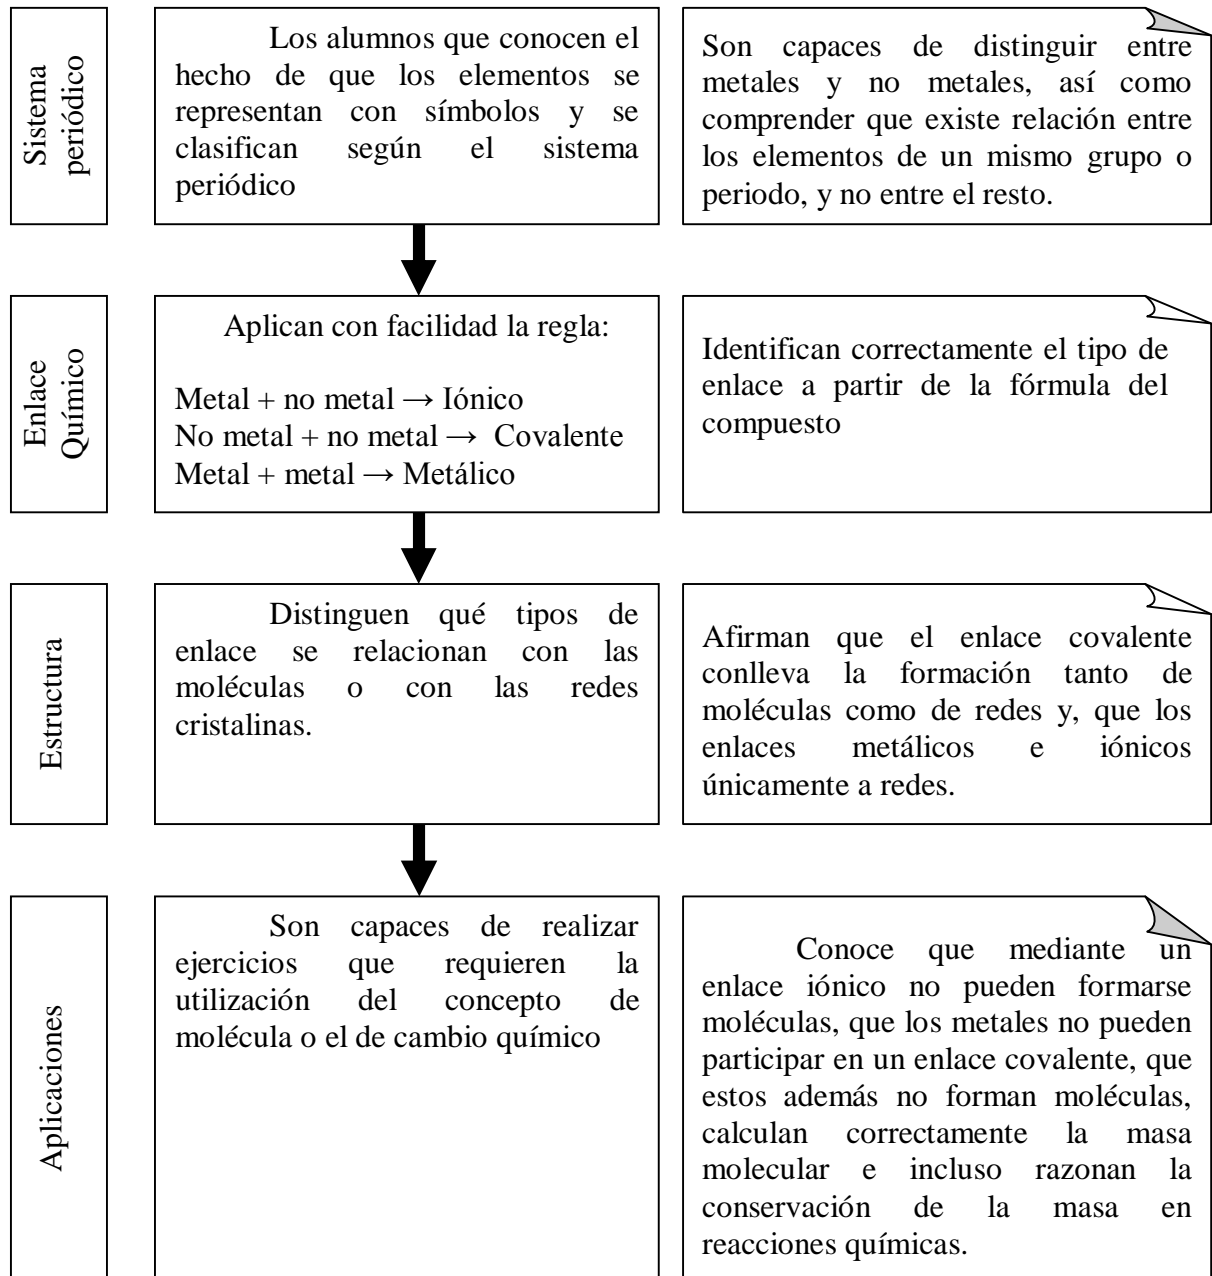 Sistema
periódico
Los alumnos que conocen el
hecho de que los elementos se
representan con símbolos y se
clasifican según el sistema
periódico
Son capaces de distinguir entre
metales y no metales, así como
comprender que existe relación entre
los elementos de un mismo grupo o
periodo, y no entre el resto.
Enlace
Químico
Aplican con facilidad la regla:
Metal + no metal → Iónico
No metal + no metal → Covalente
Metal + metal → Metálico
Identifican correctamente el tipo de
enlace a partir de la fórmula del
compuesto
Estructura
Distinguen qué tipos de
enlace se relacionan con las
moléculas o con las redes
cristalinas.
Afirman que el enlace covalente
conlleva la formación tanto de
moléculas como de redes y, que los
enlaces metálicos e iónicos
únicamente a redes.
Aplicaciones
Son capaces de realizar
ejercicios que requieren la
utilización del concepto de
molécula o el de cambio químico
Conoce que mediante un
enlace iónico no pueden formarse
moléculas, que los metales no pueden
participar en un enlace covalente, que
estos además no forman moléculas,
calculan correctamente la masa
molecular e incluso razonan la
conservación de la masa en
reacciones químicas.